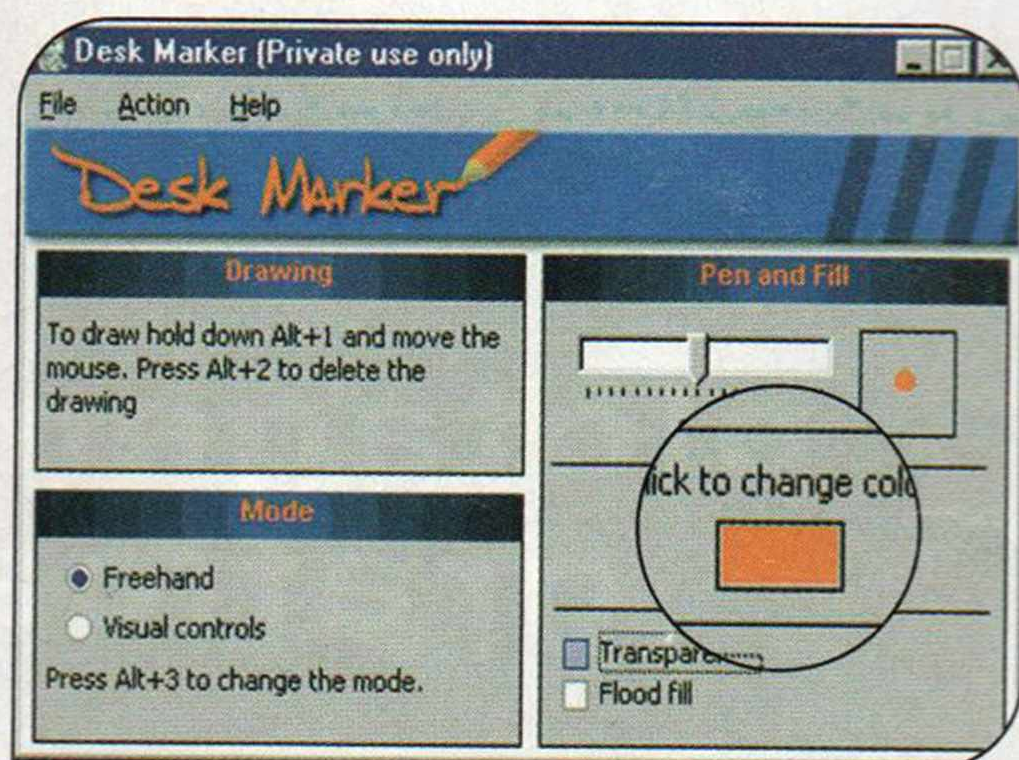 Desk Marker (Private use only)
File Action Help
Desk Marker
Drawing
To draw hold down Alt+1 and move the
mouse. Press Alt+2 to delete the
drawing
Mode
Freehand
Visual controls
Press Alt+3 to change the mode.
Pen and Fill
lick to change colo
Transparen
Flood fill